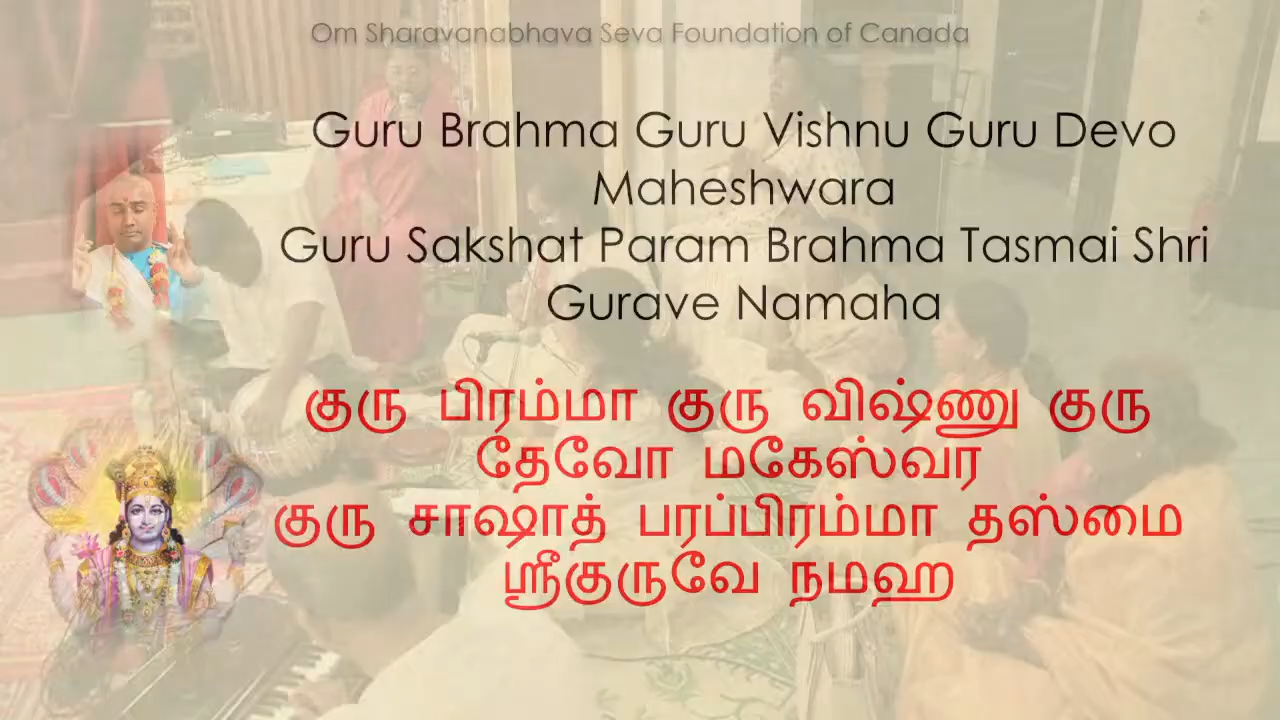 Om Sharavanabhava Seva Foundation of Canada
Guru Brahma Guru Vishnu Guru Devo
Maheshwara
Guru Sakshat Param Brahma Tasmai Shri
Gurave Namaha
குரு பிரம்மா குரு விஷ்ணு குரு
தேவோ மகேஸ்வர
குரு சாஷாத் பரப்பிரம்மா தஸ்மை
ஸ்ரீகுருவே நமஹ